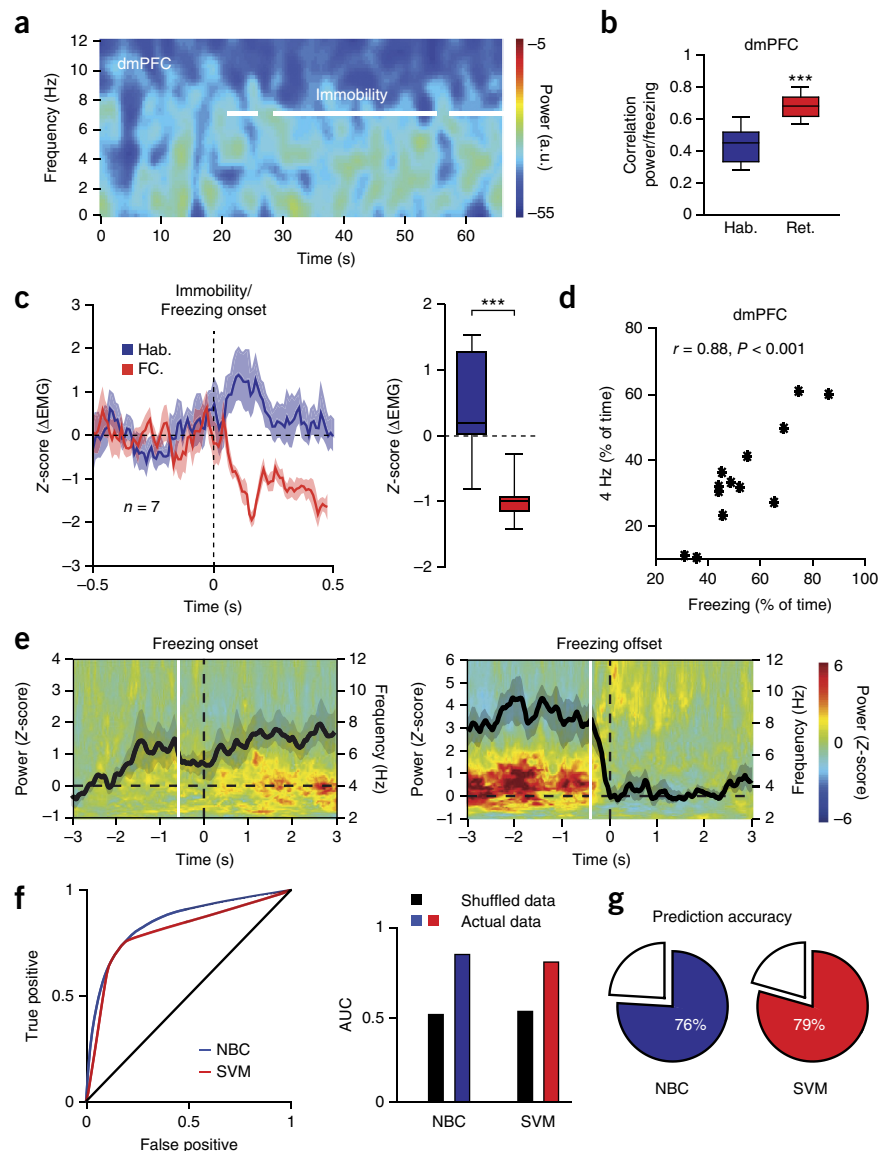 a
12
10
8
6
4
2
0
Frequency (Hz)
dmPFC
Immobility
0 10 20 30 40 50 60
Time (s)
–5
–55
Power (a.u.)
b
dmPFC
1
0.8
0.6
0.4
0.2
0
Correlation
power/freezing
***
Hab. Ret.
c
Immobility/
Freezing onset
3
2
1
0
–1
–2
–3
Z-score (ΔEMG)
Hab.
FC.
n = 7
–0.5 0 0.5
Time (s)
2
1
0
–1
–2
Z-score (ΔEMG)
***
d
dmPFC
r = 0.88, P < 0.001
80
60
40
20
4 Hz (% of time)
20 40 60 80 100
Freezing (% of time)
e
Freezing onset
4
3
2
1
0
–1
Power (Z-score)
12
10
8
6
4
2
Frequency (Hz)
–3 –2 –1 0 1 2 3
Time (s)
Freezing offset
6
5
4
3
2
1
0
–1
Power (Z-score)
12
10
8
6
4
2
Frequency (Hz)
–3 –2 –1 0 1 2 3
Time (s)
6
0
–6
Power (Z-score)
f
1
0.5
0
True positive
NBC
SVM
0 0.5 1
False positive
Shuffled data
Actual data
1
0.5
0
AUC
NBC SVM
g
Prediction accuracy
76%
79%
NBC
SVM